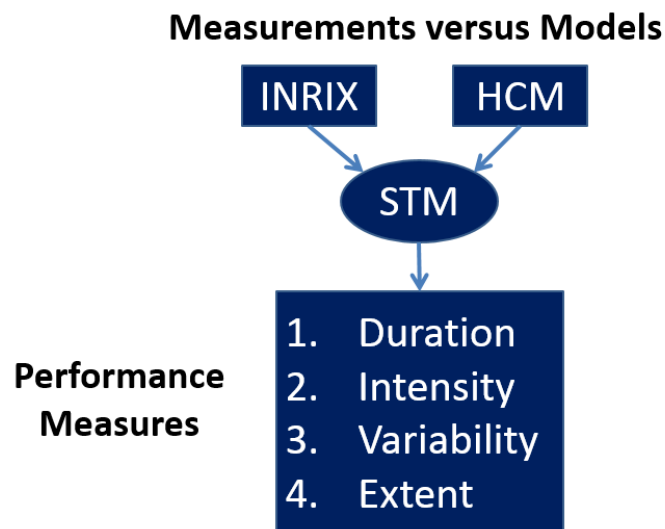 Measurements versus Models
INRIX
HCM
STM
Performance
Measures
1. Duration
2. Intensity
3. Variability
4. Extent